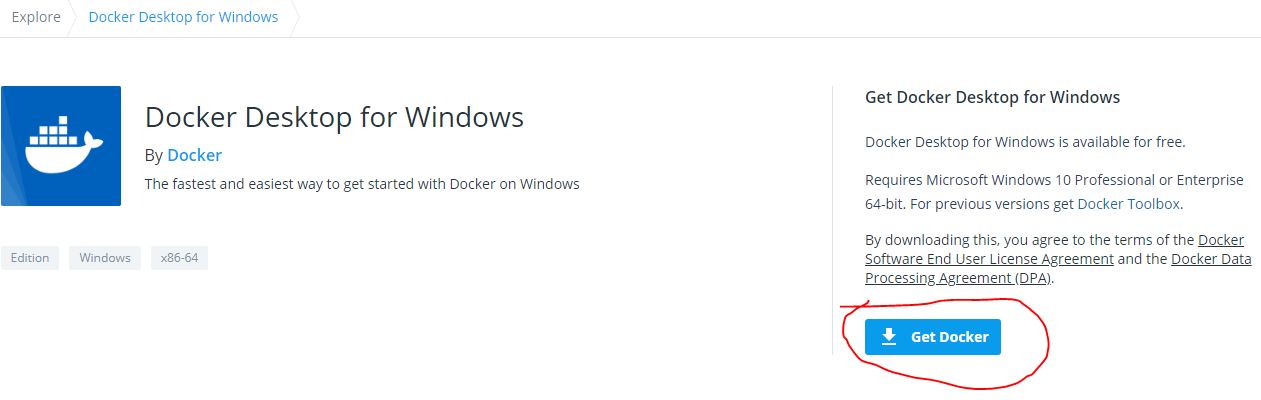 Explore
Docker Desktop for Windows
Docker Desktop for Windows
By Docker
The fastest and easiest way to get started with Docker on Windows
Edition
Windows
x86-64
Get Docker Desktop for Windows
Docker Desktop for Windows is available for free.
Requires Microsoft Windows 10 Professional or Enterprise
64-bit. For previous versions get Docker Toolbox.
By downloading this, you agree to the terms of the Docker
Software End User License Agreement and the Docker Data
Processing Agreement (DPA).
Get Docker